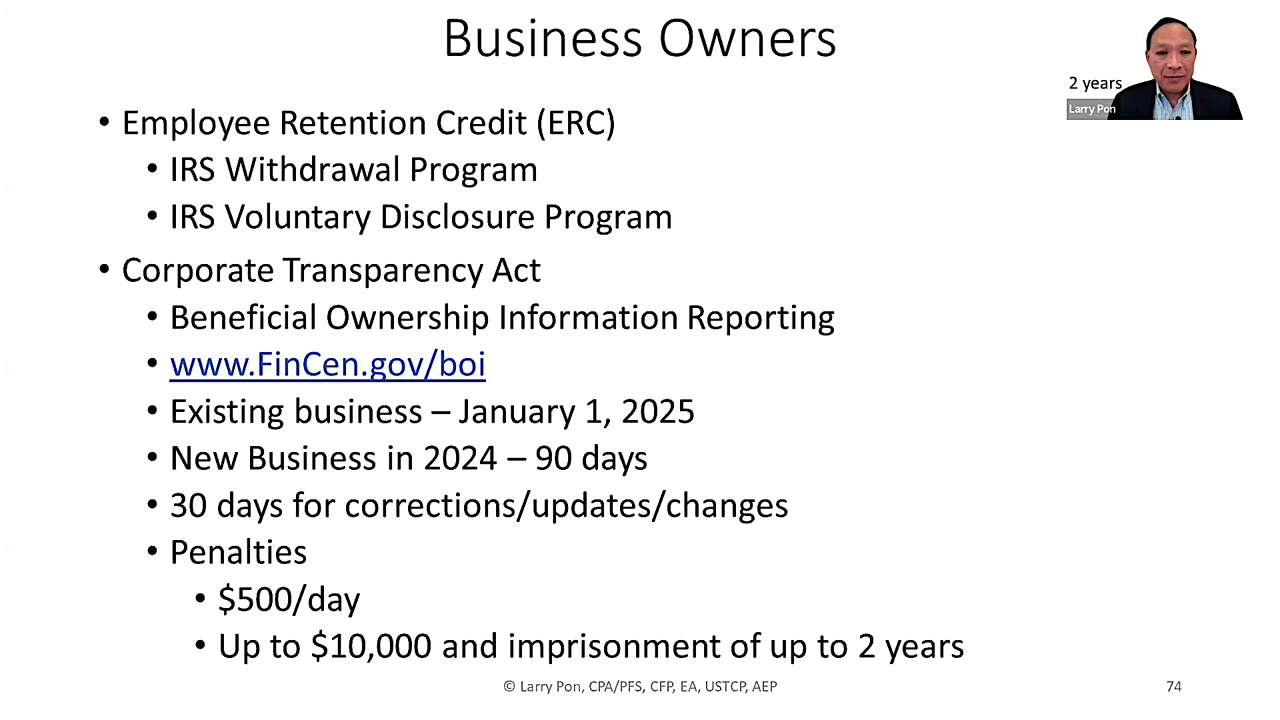 Business Owners
2 years
Larry Pon
• Employee Retention Credit (ERC)
• IRS Withdrawal Program
• IRS Voluntary Disclosure Program
• Corporate Transparency Act
• Beneficial Ownership Information Reporting
• www.FinCen.gov/boi
• Existing business – January 1, 2025
• New Business in 2024 – 90 days
• 30 days for corrections/updates/changes
• Penalties
• $500/day
• Up to $10,000 and imprisonment of up to 2 years
© Larry Pon, CPA/PFS, CFP, EA, USTCP, AEP
74